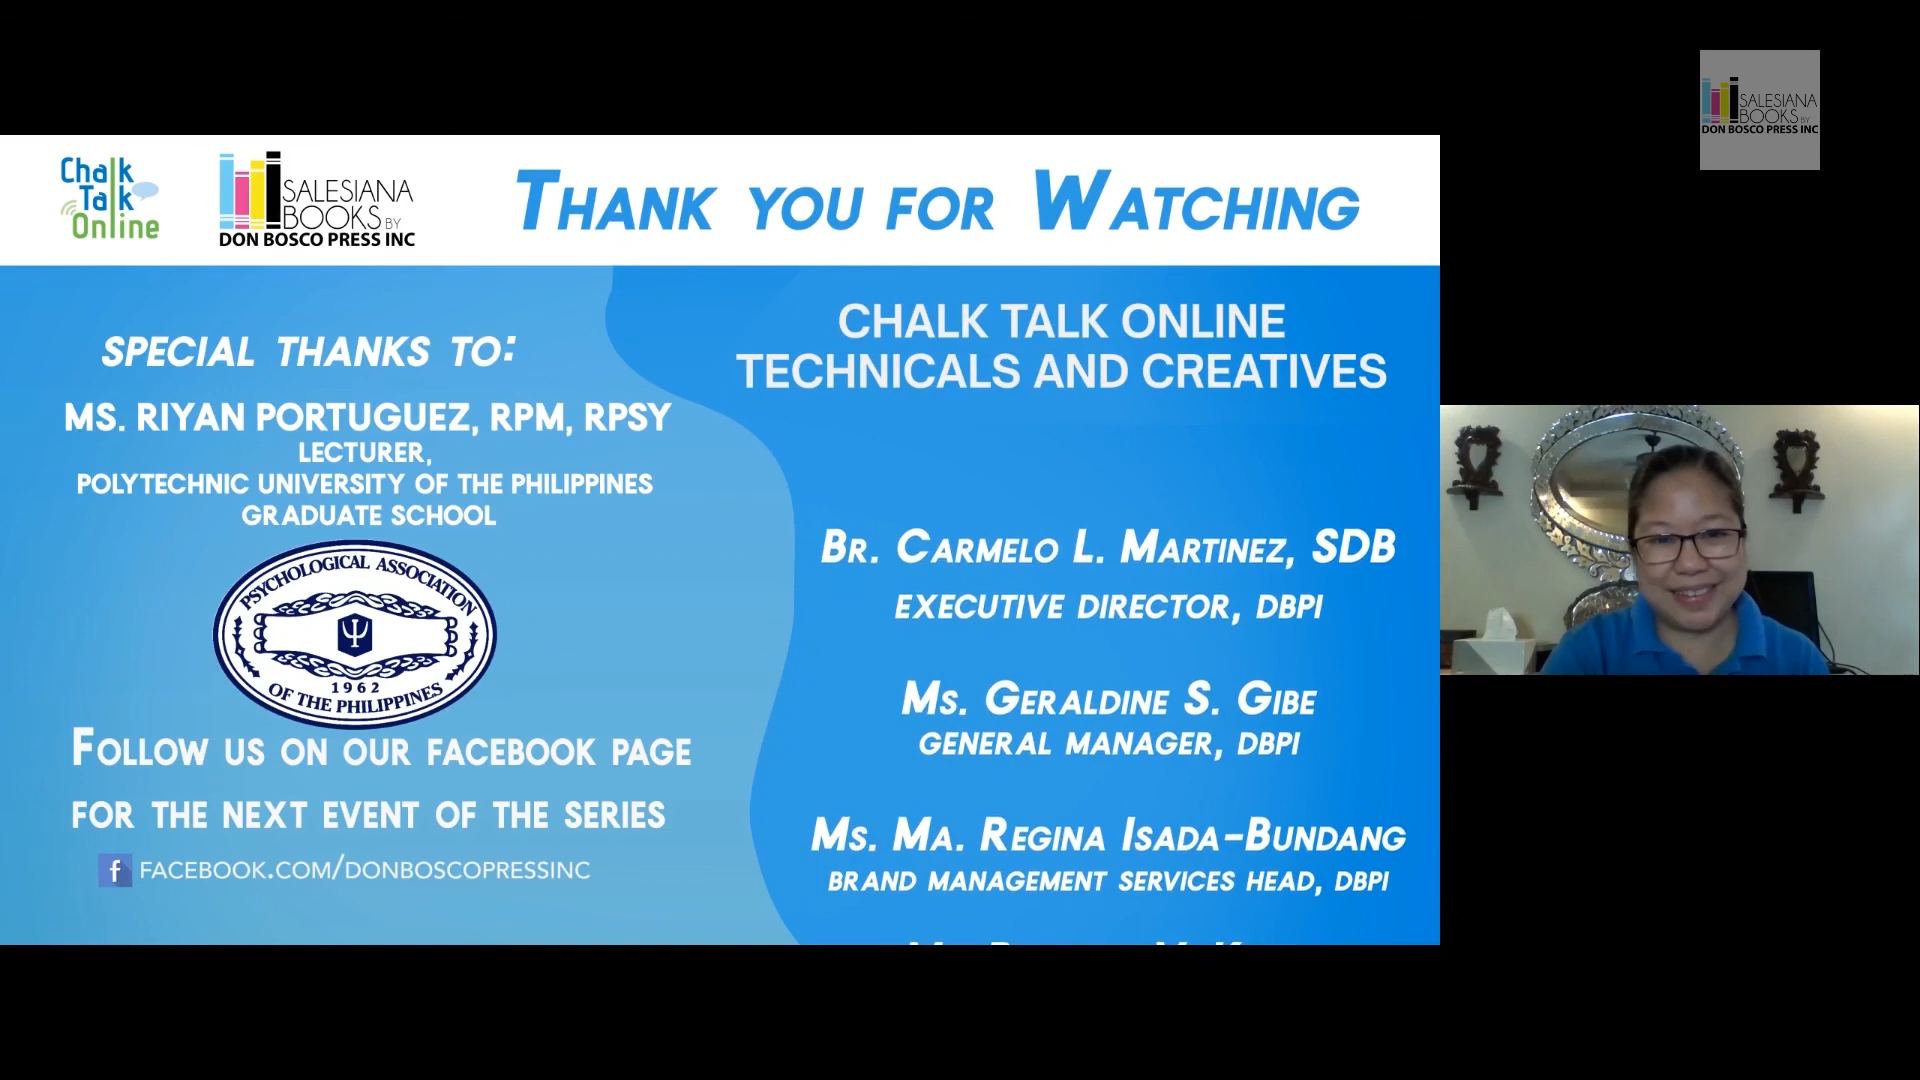 Chalk
Talk
Online
SALESIANA
BOOKS BY
DON BOSCO PRESS INC
THANK YOU FOR WATCHING
SPECIAL THANKS TO:
MS. RIYAN PORTUGUEZ, RPM, RPSY
LECTURER,
POLYTECHNIC UNIVERSITY OF THE PHILIPPINES
GRADUATE SCHOOL
PSYCHOLOGICAL ASSOCIATION
1962
OF THE PHILIPPINES
FOLLOW US ON OUR FACEBOOK PAGE
FOR THE NEXT EVENT OF THE SERIES
f FACEBOOK.COM/DONBOSCOPRESSINC
CHALK TALK ONLINE
TECHNICALS AND CREATIVES
BR. CARMELO L. MARTINEZ, SDB
EXECUTIVE DIRECTOR, DBPI
MS. GERALDINE S. GIBE
GENERAL MANAGER, DBPI
MS. MA. REGINA ISADA-BUNDANG
BRAND MANAGEMENT SERVICES HEAD, DBPI
SALESIANA
BOOKS BY
DON BOSCO PRESS INC